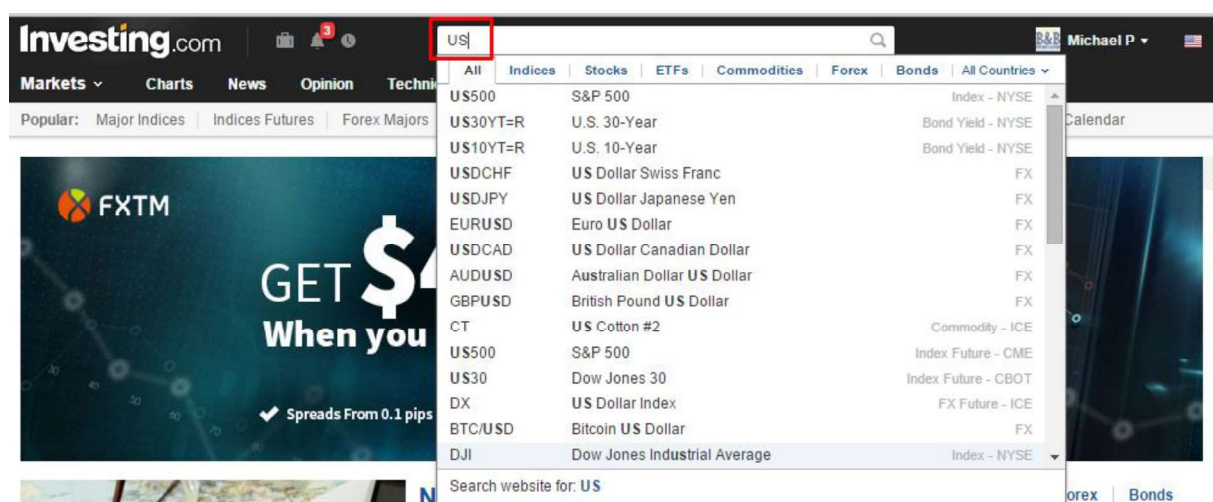 Investing.com 3 US B&B Michael P
All Indices Stocks ETFs Commodities Forex Bonds All Countries
Markets Charts News Opinion
US500 S&P 500 Index - NYSE
Popular: Major Indices Indices Futures Forex Majors Calendar
US30YT=R U.S. 30-Year Bond Yield - NYSE
US10YT=R U.S. 10-Year Bond Yield - NYSE
USDCHF US Dollar Swiss Franc FX
USDJPY US Dollar Japanese Yen FX
EURUSD Euro US Dollar FX
USDCAD US Dollar Canadian Dollar FX
AUDUSD Australian Dollar US Dollar FX
GBPUSD British Pound US Dollar FX
CT US Cotton #2 Commodity - ICE
US500 S&P 500 Index Future - CME
US30 Dow Jones 30 Index Future - CBOT
DX US Dollar Index FX Future - ICE
BTC/USD Bitcoin US Dollar FX
DJI Dow Jones Industrial Average Index - NYSE
Search website for: US
FXTM
GET $4
When you
Spreads From 0.1 pips
N
orex Bonds